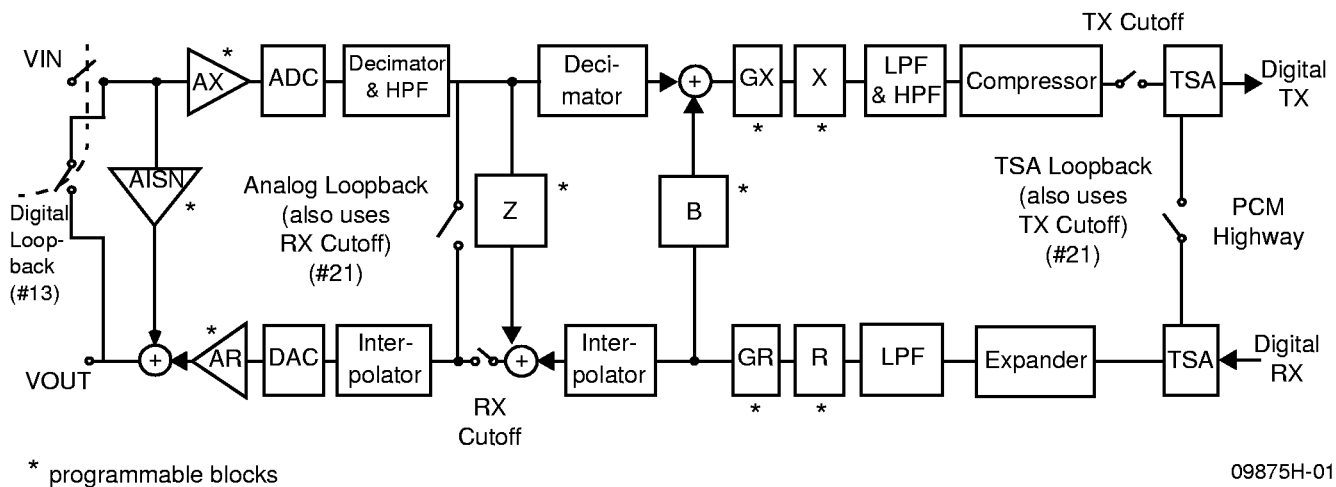 TX Cutoff
VIN
*
AX
ADC
Decimator
& HPF
Deci-
mator
+
GX
*
X
*
LPF
& HPF
Compressor
TSA
Digital
TX
AISN
*
Digital
Loop-
back
(#13)
Analog Loopback
(also uses
RX Cutoff)
(#21)
Z
*
B
*
TSA Loopback
(also uses
TX Cutoff)
(#21)
PCM
Highway
VOUT
+
*
AR
DAC
Inter-
polator
RX
Cutoff
+
Inter-
polator
GR
*
R
*
LPF
Expander
TSA
Digital
RX
* programmable blocks
09875H-01